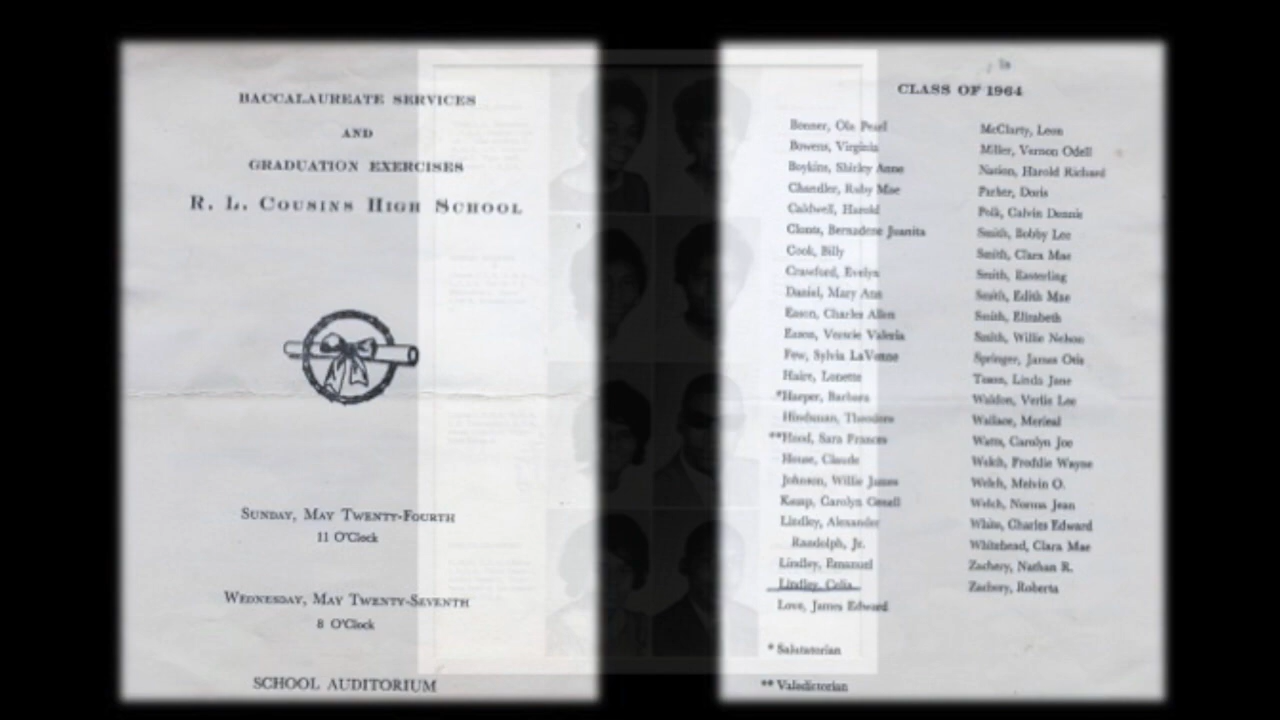 BACCALAUREATE SERVICES
AND
GRADUATION EXERCISES
R. L. COUSINS HIGH SCHOOL
SUNDAY, MAY TWENTY-FOURTH
11 O'Clock
WEDNESDAY, MAY TWENTY-SEVENTH
8 O'Clock
SCHOOL AUDITORIUM
CLASS OF 1964
Bonner, Ola Pearl
Bowens, Virginia
Boykins, Shirley Anne
Chandler, Ruby Mae
Caldwell, Harold
Clonts, Bernadene Juanita
Cook, Billy
Crawford, Evelyn
Daniel, Mary Ann
Eason, Charles Allen
Eason, Valeria
Few, Sylvia LaVonne
Haire, Lonette
*Harper, Barbara
Hindsman, Theodore
**Hood, Sara Frances
House, Claude
Johnson, Willie James
Kemp, Carolyn
Lindley, Alexander
Randolph, Jr.
Lindley, Emanuel
Lindley, Celia
Love, James Edward
* Salutatorian
** Valedictorian
McClarty, Leon
Miller, Vernon Odell
Nation, Harold Richard
Parker, Doris
Polk, Calvin Dennis
Smith, Bobby Lee
Smith, Clara Mae
Smith, Easterling
Smith, Edith Mae
Smith, Elizabeth
Smith, Willie Nelson
Springer, James Otis
Linda Jane
Waldon, Verlie Lee
Wallace, Merieal
Watts, Carolyn Joe
Welch, Freddie Wayne
Welch, Melvin O.
Welch, Norma Jean
White, Charles Edward
Whitehead, Clara Mae
Zachery, Nathan R.
Zachery, Roberta